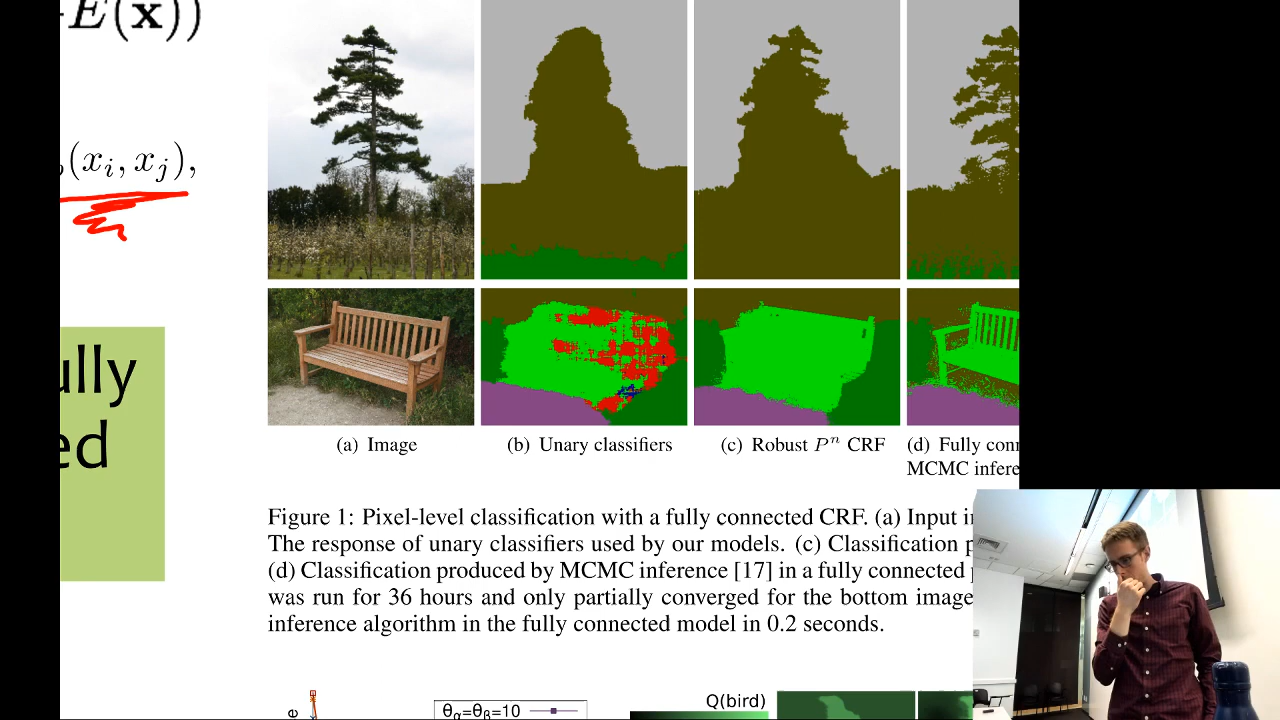 E(x))
(x_i, x_j),
ully
ed
(a) Image
(b) Unary classifiers
(c) Robust P^n CRF
(d) Fully conn
MCMC infere
Figure 1: Pixel-level classification with a fully connected CRF. (a) Input i
The response of unary classifiers used by our models. (c) Classification p
(d) Classification produced by MCMC inference [17] in a fully connected
was run for 36 hours and only partially converged for the bottom image
inference algorithm in the fully connected model in 0.2 seconds.
θα=θβ=10
Q(bird)